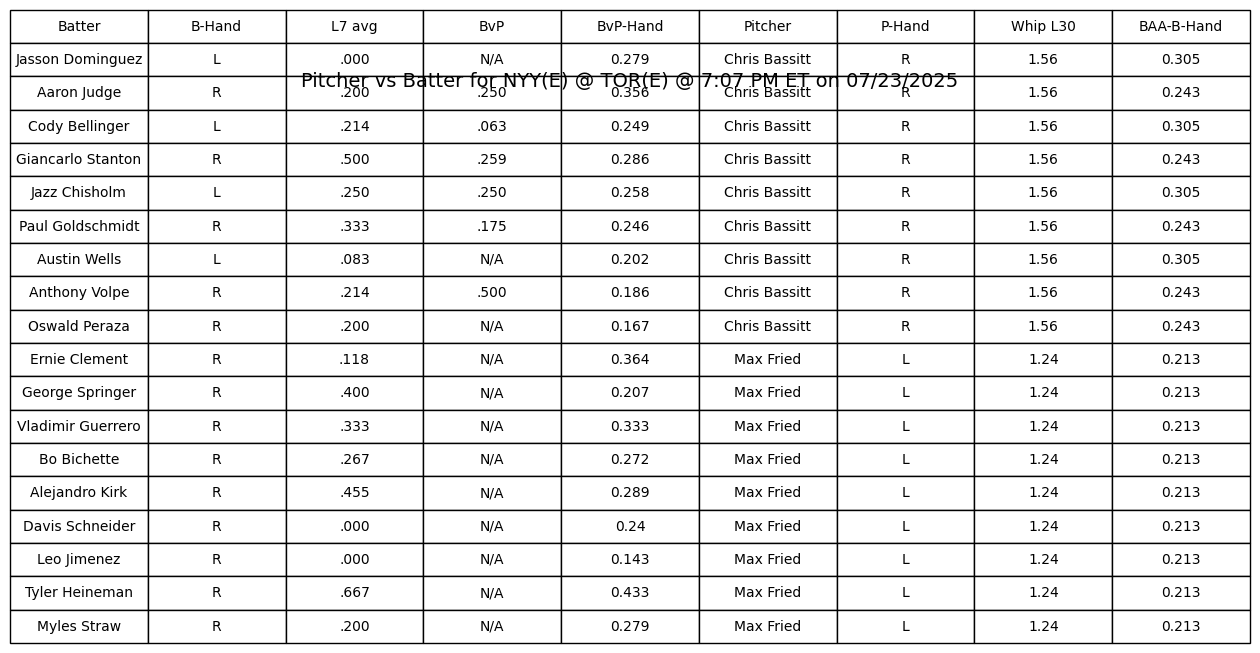 Batter B-Hand L7 avg BvP BvP-Hand Pitcher P-Hand Whip L30 BAA-B-Hand
Jasson Dominguez L .000 N/A 0.279 Chris Bassitt R 1.56 0.305
Pitcher vs Batter for NYY(E) @ TOR(E) @ 7:07 PM ET on 07/23/2025
Aaron Judge R .200 .250 0.356 Chris Bassitt R 1.56 0.243
Cody Bellinger L .214 .063 0.249 Chris Bassitt R 1.56 0.305
Giancarlo Stanton R .500 .259 0.286 Chris Bassitt R 1.56 0.243
Jazz Chisholm L .250 .250 0.258 Chris Bassitt R 1.56 0.305
Paul Goldschmidt R .333 .175 0.246 Chris Bassitt R 1.56 0.243
Austin Wells L .083 N/A 0.202 Chris Bassitt R 1.56 0.305
Anthony Volpe R .214 .500 0.186 Chris Bassitt R 1.56 0.243
Oswald Peraza R .200 N/A 0.167 Chris Bassitt R 1.56 0.243
Ernie Clement R .118 N/A 0.364 Max Fried L 1.24 0.213
George Springer R .400 N/A 0.207 Max Fried L 1.24 0.213
Vladimir Guerrero R .333 N/A 0.333 Max Fried L 1.24 0.213
Bo Bichette R .267 N/A 0.272 Max Fried L 1.24 0.213
Alejandro Kirk R .455 N/A 0.289 Max Fried L 1.24 0.213
Davis Schneider R .000 N/A 0.24 Max Fried L 1.24 0.213
Leo Jimenez R .000 N/A 0.143 Max Fried L 1.24 0.213
Tyler Heineman R .667 N/A 0.433 Max Fried L 1.24 0.213
Myles Straw R .200 N/A 0.279 Max Fried L 1.24 0.213